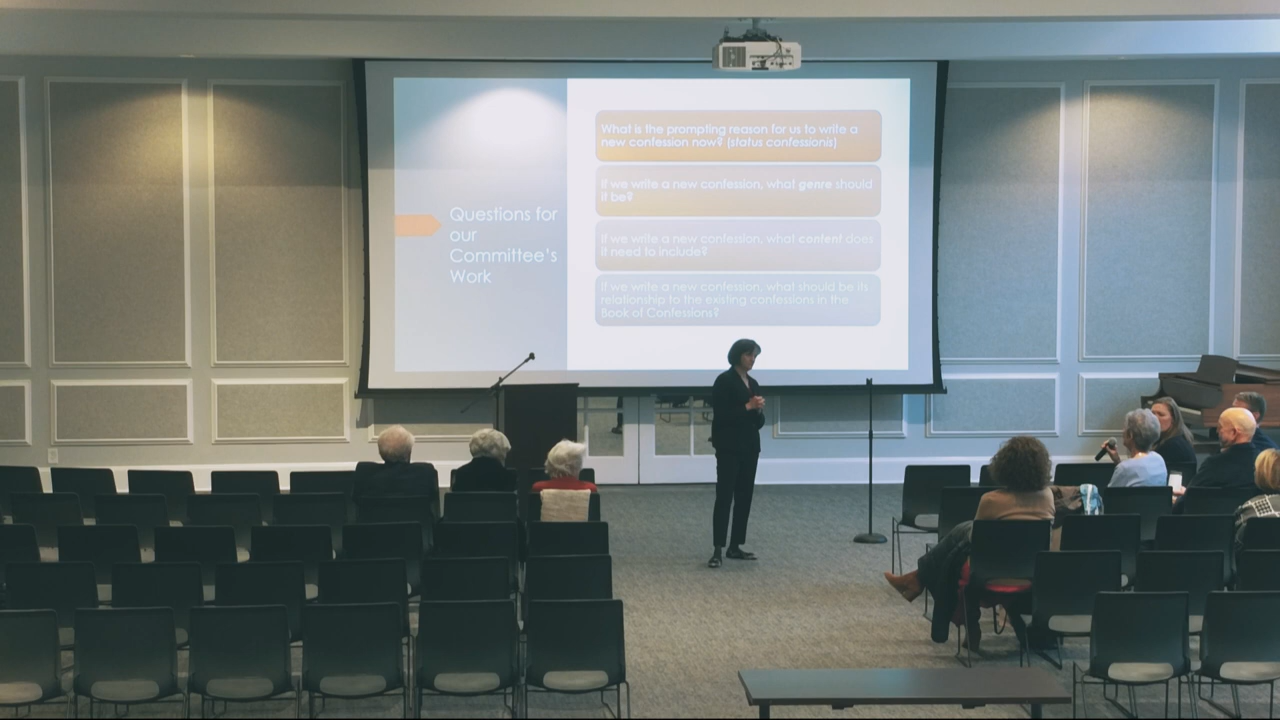 Questions for
our
Committee's
Work
What is the prompting reason for us to write a
new confession now? (status confessionis)
If we write a new confession, what genre should
it be?
If we write a new confession, what content does
it need to include?
If we write a new confession, what should be its
relationship to the existing confessions in the
Book of Confessions?